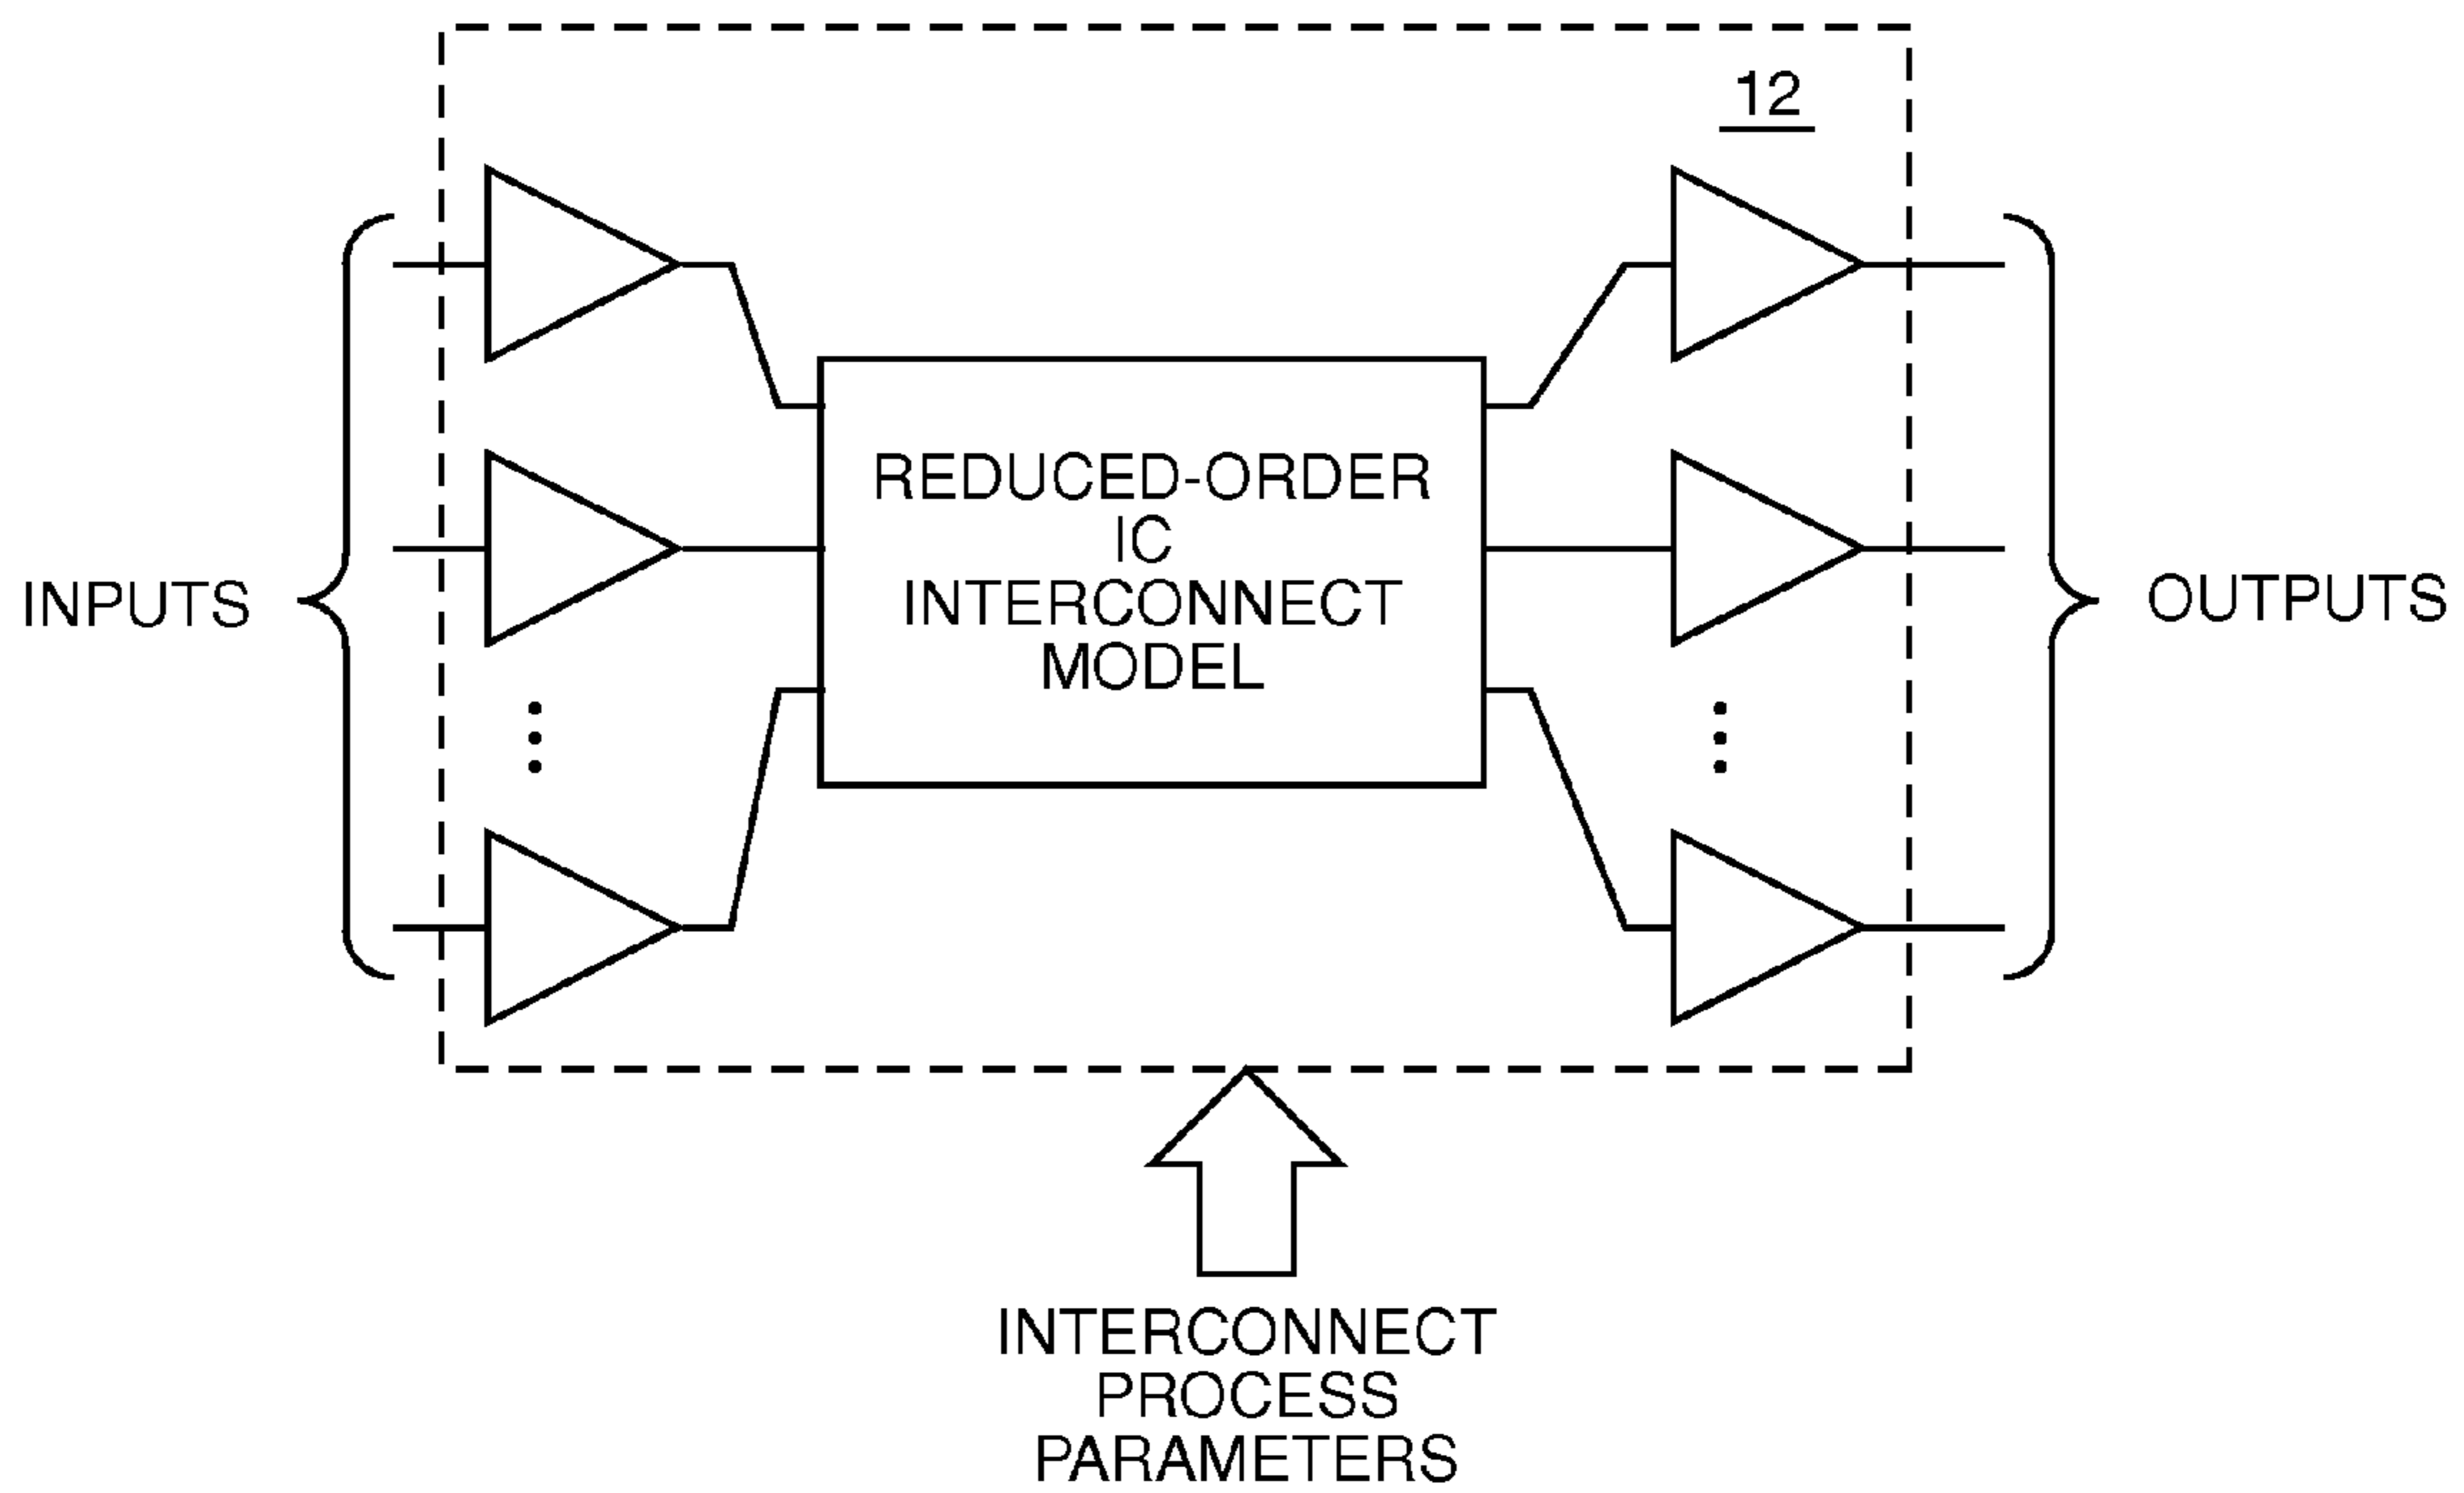 12
REDUCED-ORDER
IC
INTERCONNECT
MODEL
INPUTS
OUTPUTS
INTERCONNECT
PROCESS
PARAMETERS